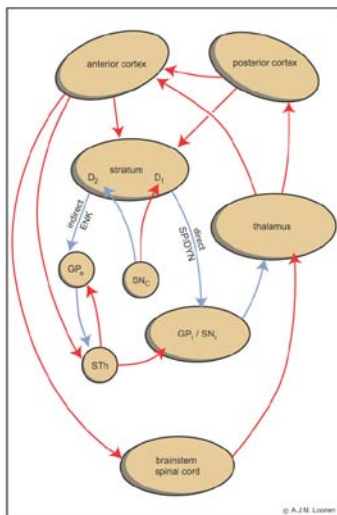 anterior cortex
posterior cortex
striatum
D2
D1
indirect
ENK
direct
SP/DYN
thalamus
GPe
SNC
GPi / SNr
STh
brainstem
spinal cord
© A.J.M. Loonen